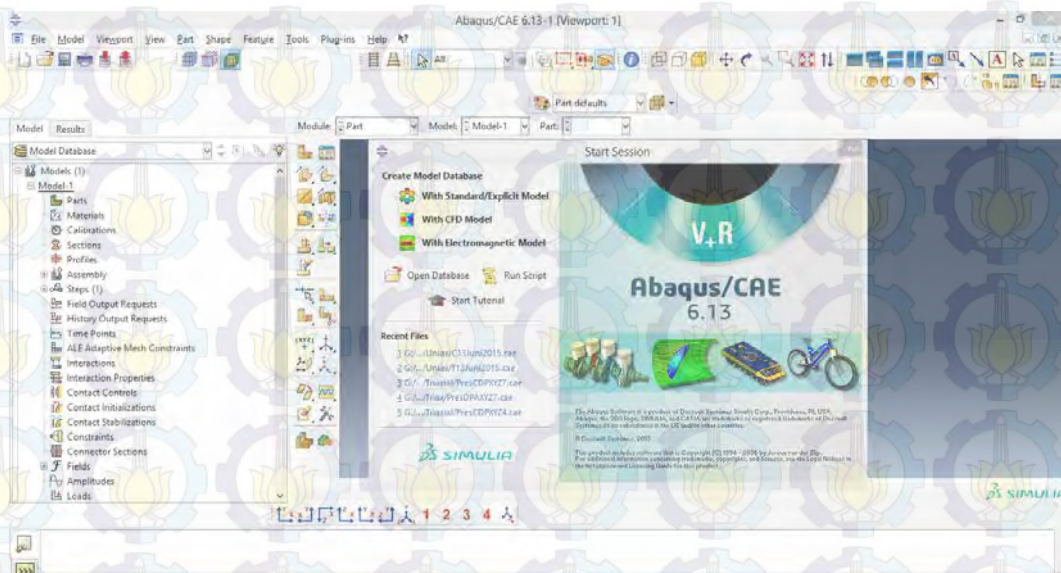 Abaqus/CAE 6.13-1 [Viewport: 1]
File Model Viewport View Part Shape Feature Tools Plug-ins Help
All
Part defaults
Model Results
Module: Part Model: Model-1 Part:
Model Database
Models (1)
Model-1
Parts
Materials
Calibrations
Sections
Profiles
Assembly
Steps (1)
Field Output Requests
History Output Requests
Time Points
ALE Adaptive Mesh Constraints
Interactions
Interaction Properties
Contact Controls
Contact Initializations
Contact Stabilizations
Constraints
Connector Sections
Fields
Amplitudes
Loads
Start Session
Create Model Database
With Standard/Explicit Model
With CFD Model
With Electromagnetic Model
Open Database Run Script
Start Tutorial
Recent Files
SIMULIA
V+R
Abaqus/CAE
6.13
SIMULIA
1 2 3 4